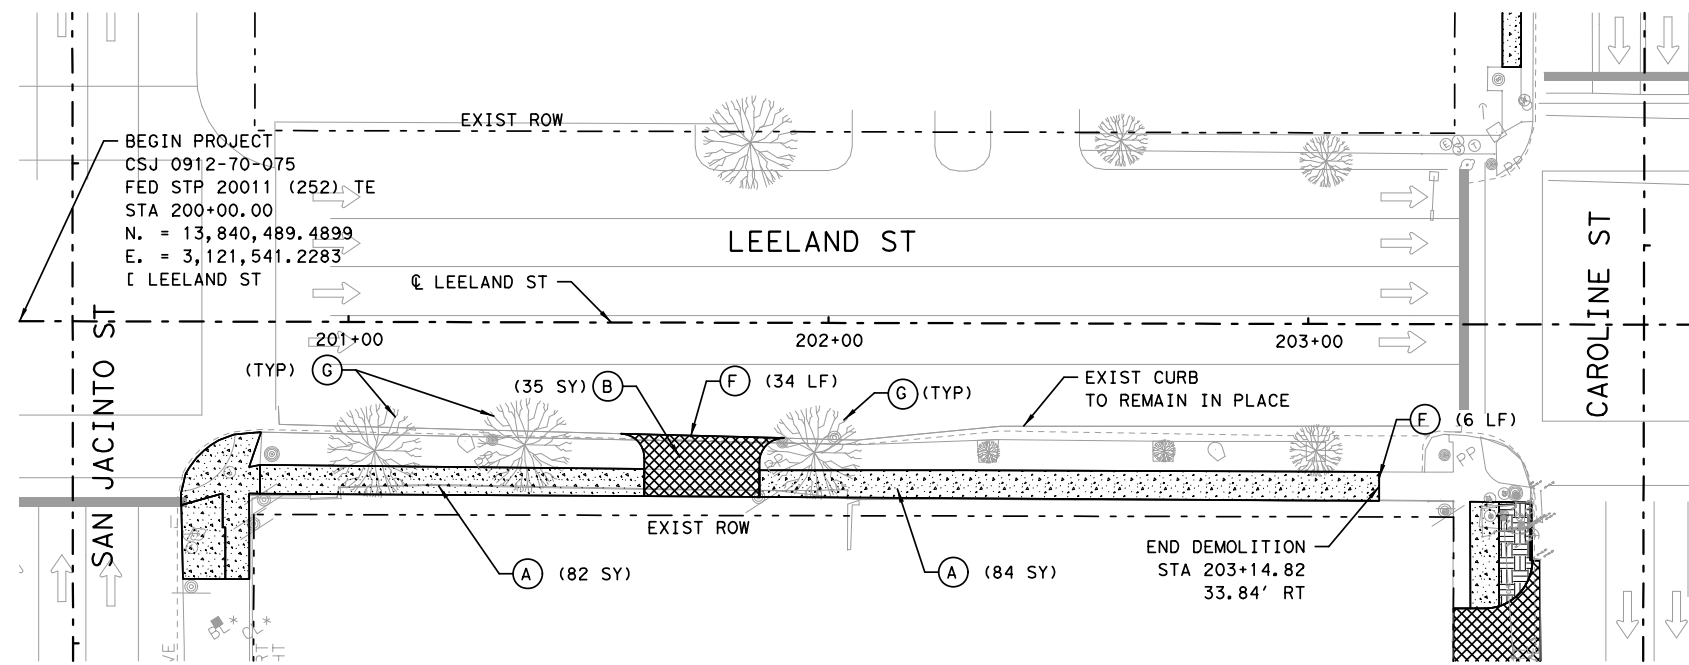 EXIST ROW
BEGIN PROJECT
CSJ 0912-70-075
FED STP 20011 (252) TE
STA 200+00.00
N. = 13,840,489.4899
E. = 3,121,541.2283
[ LEELAND ST
LEELAND ST
℄ LEELAND ST
CAROLINE ST
SAN JACINTO ST
201+00
202+00
203+00
(TYP) G
(35 SY) B
F (34 LF)
G (TYP)
EXIST CURB
TO REMAIN IN PLACE
F (6 LF)
PP
PP
EXIST ROW
A (82 SY)
A (84 SY)
END DEMOLITION
STA 203+14.82
33.84' RT